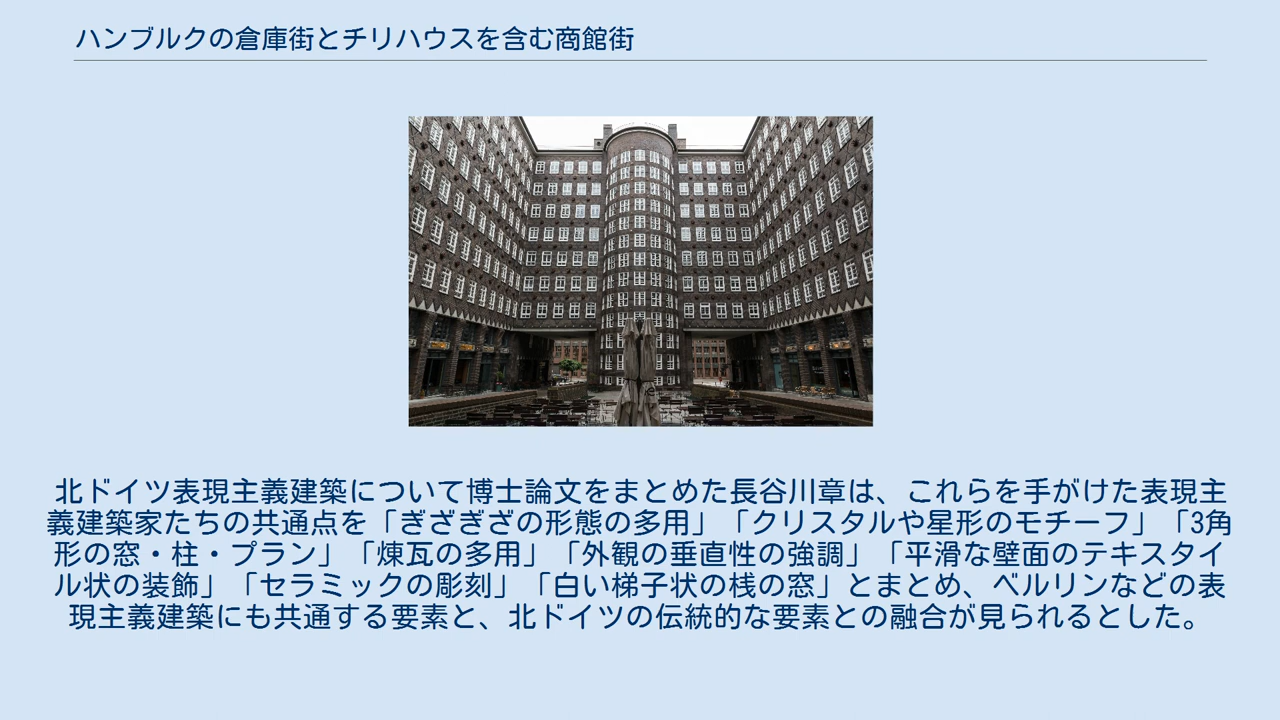 ハンブルクの倉庫街とチリハウスを含む商館街
北ドイツ表現主義建築について博士論文をまとめた長谷川章は、これらを手がけた表現主
義建築家たちの共通点を「ぎざぎざの形態の多用」「クリスタルや星形のモチーフ」「3角
形の窓・柱・プラン」「煉瓦の多用」「外観の垂直性の強調」「平滑な壁面のテキスタイ
ル状の装飾」「セラミックの彫刻」「白い梯子状の桟の窓」とまとめ、ベルリンなどの表
現主義建築にも共通する要素と、北ドイツの伝統的な要素との融合が見られるとした。